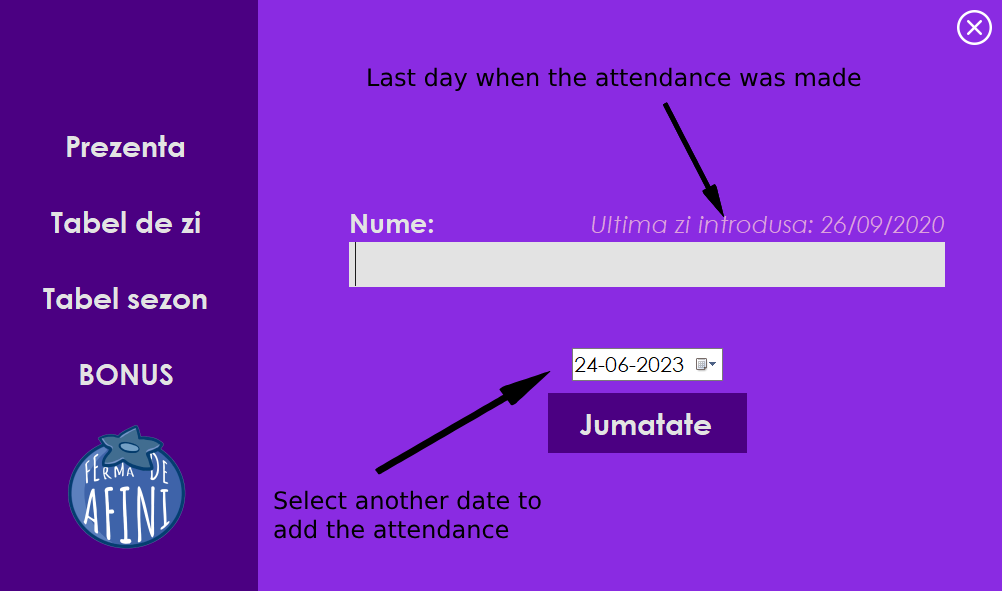 Last day when the attendance was made
Prezenta
Tabel de zi
Tabel sezon
BONUS
FERMA DE
AFINI
Nume:
Ultima zi introdusa: 26/09/2020
24-06-2023
Jumatate
Select another date to
add the attendance